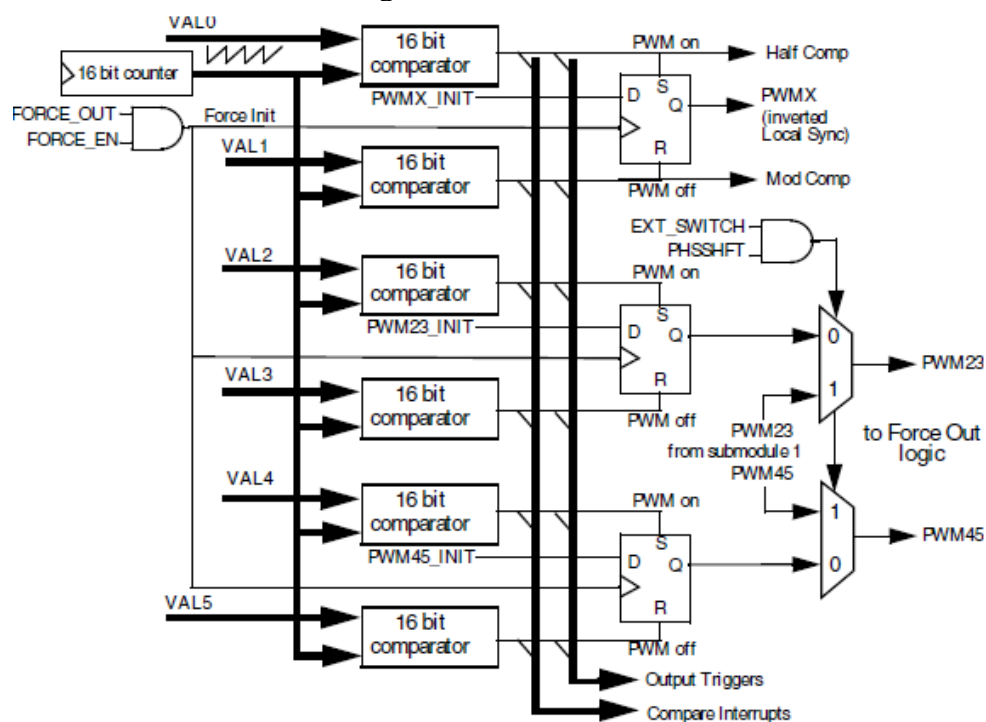 VAL0
16 bit counter
FORCE_OUT
FORCE_EN
Force Init
16 bit
comparator
PWM on
Half Comp
PWMX_INIT
D
S
Q
R
PWMX
(inverted
Local Sync)
VAL1
16 bit
comparator
PWM off
Mod Comp
EXT_SWITCH
PHSSHFT
VAL2
16 bit
comparator
PWM on
PWM23_INIT
D
S
Q
R
0
1
PWM23
VAL3
16 bit
comparator
PWM off
PWM23
from submodule 1
PWM45
to Force Out
logic
VAL4
16 bit
comparator
PWM on
PWM45_INIT
D
S
Q
R
1
0
PWM45
VAL5
16 bit
comparator
PWM off
Output Triggers
Compare Interrupts